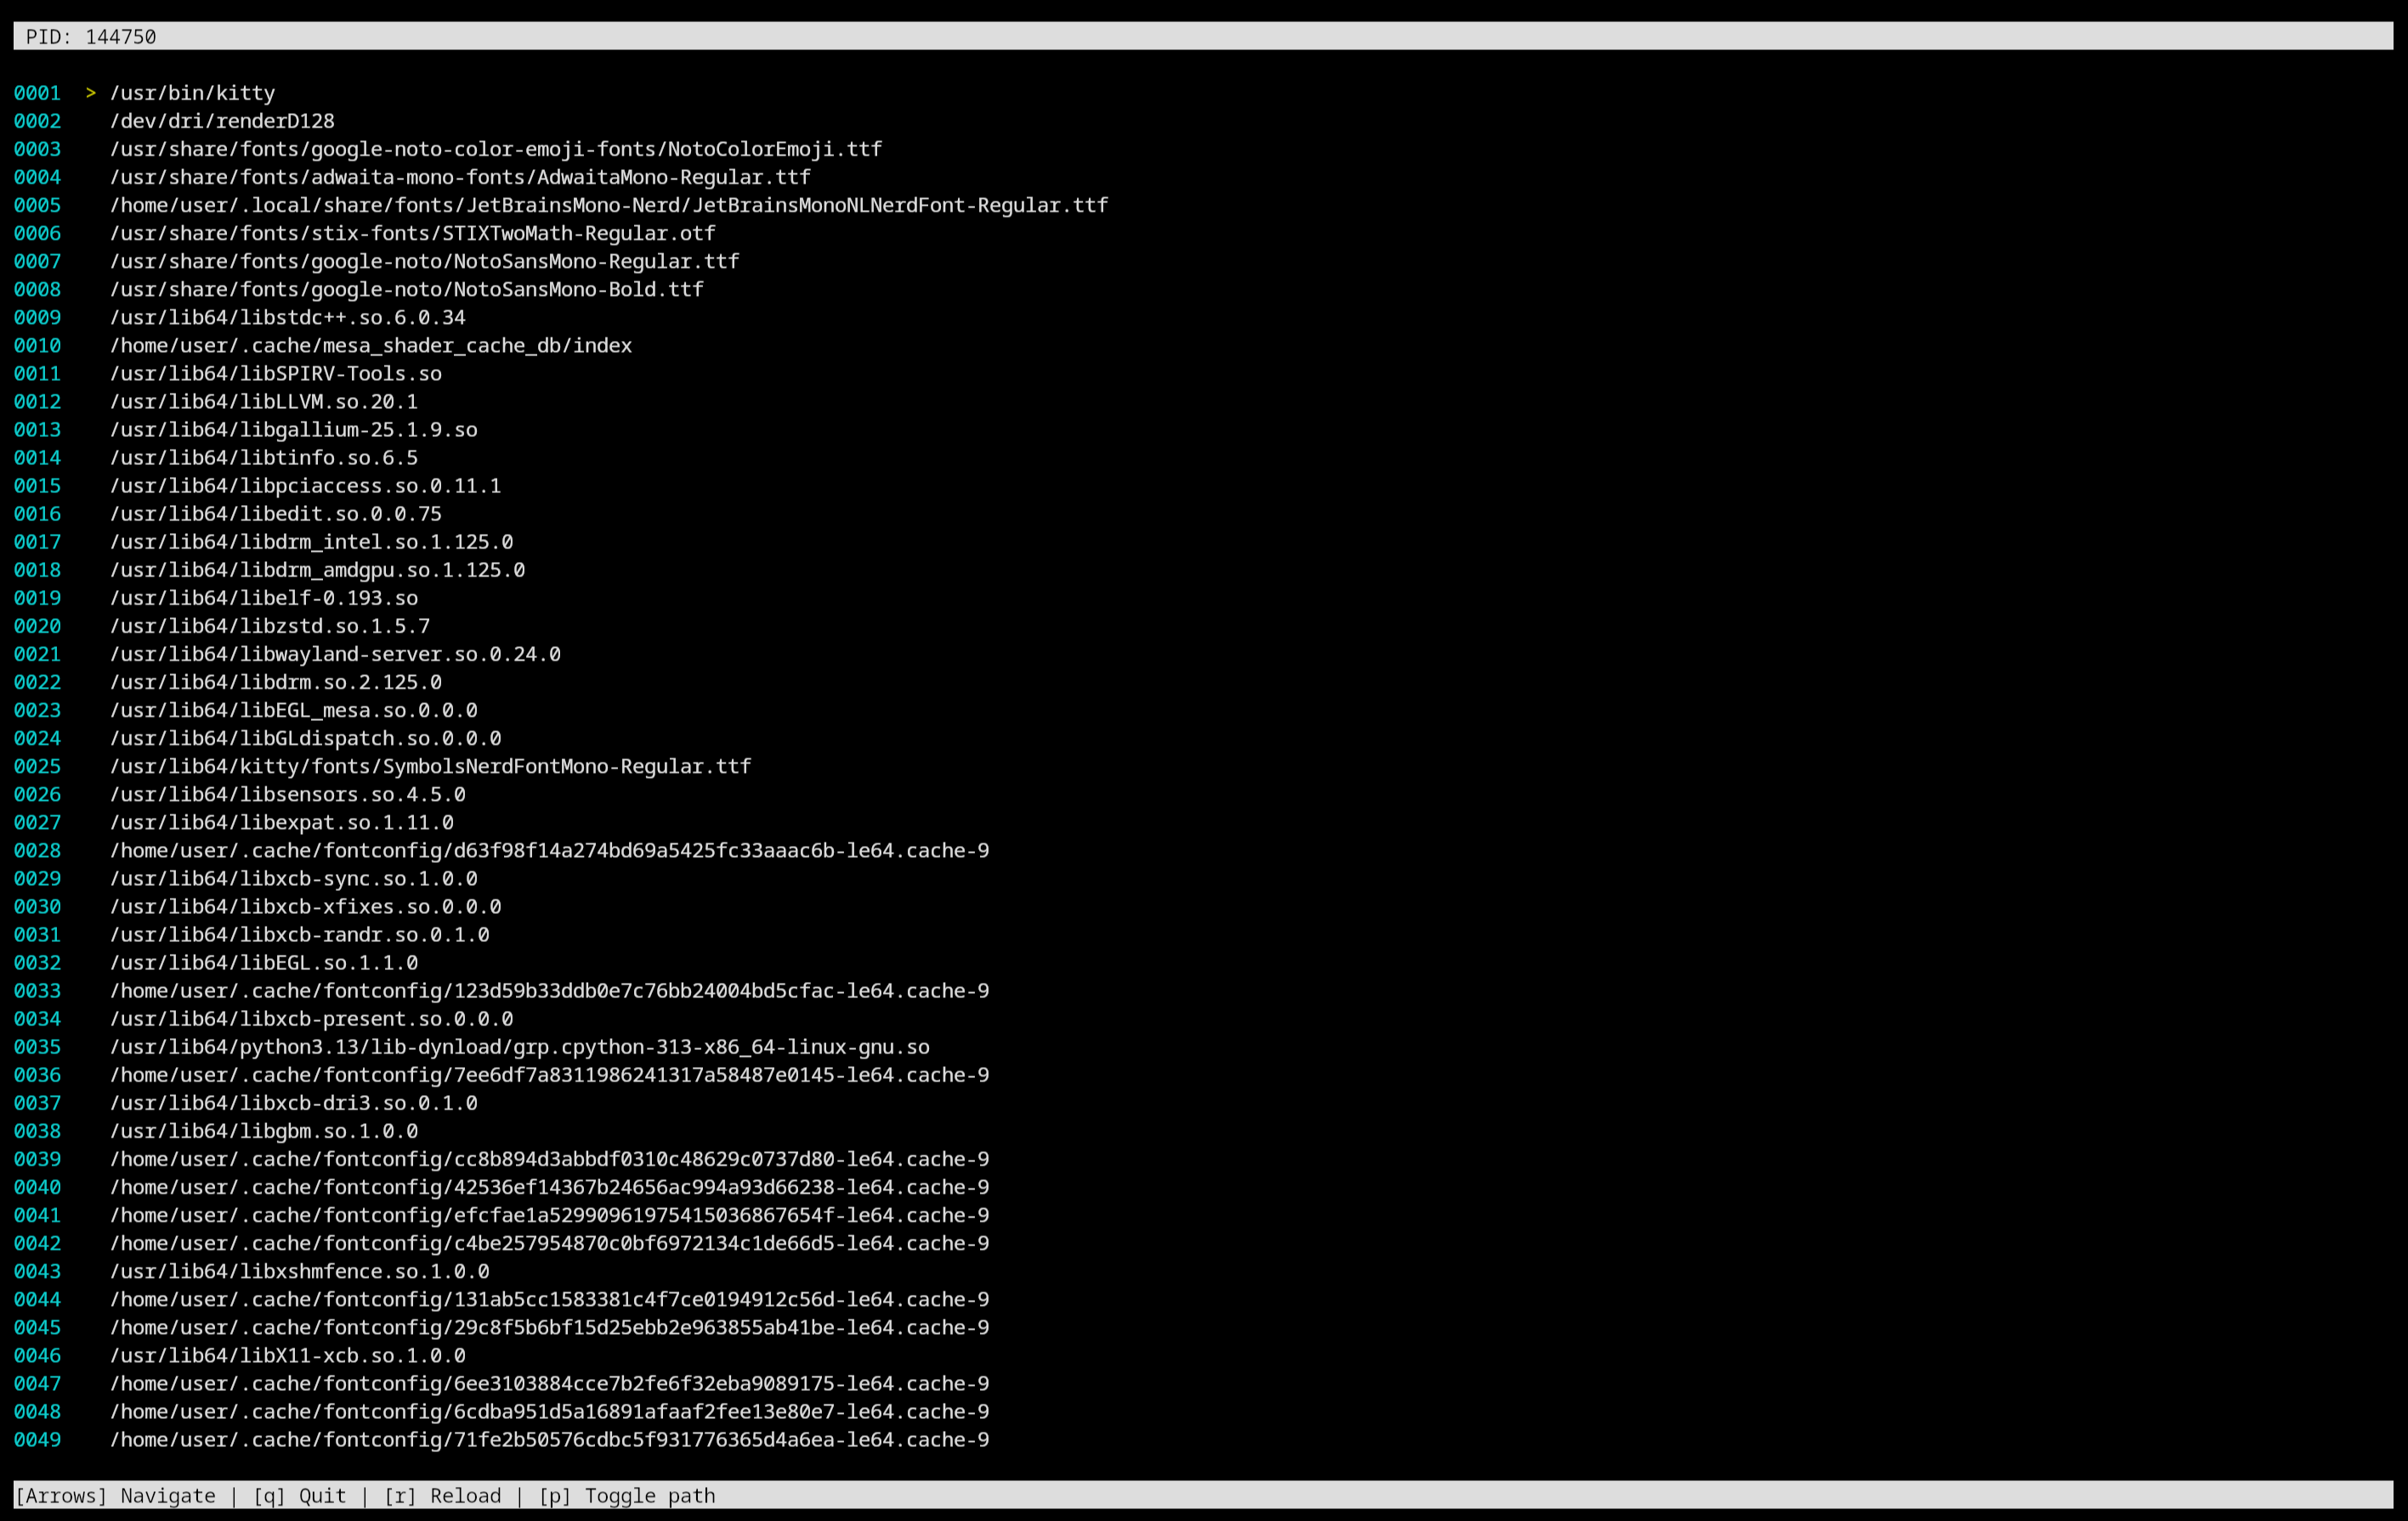 PID: 144750
0001  > /usr/bin/kitty
0002    /dev/dri/renderD128
0003    /usr/share/fonts/google-noto-color-emoji-fonts/NotoColorEmoji.ttf
0004    /usr/share/fonts/adwaita-mono-fonts/AdwaitaMono-Regular.ttf
0005    /home/user/.local/share/fonts/JetBrainsMono-Nerd/JetBrainsMonoNLNerdFont-Regular.ttf
0006    /usr/share/fonts/stix-fonts/STIXTwoMath-Regular.otf
0007    /usr/share/fonts/google-noto/NotoSansMono-Regular.ttf
0008    /usr/share/fonts/google-noto/NotoSansMono-Bold.ttf
0009    /usr/lib64/libstdc++.so.6.0.34
0010    /home/user/.cache/mesa_shader_cache_db/index
0011    /usr/lib64/libSPIRV-Tools.so
0012    /usr/lib64/libLLVM.so.20.1
0013    /usr/lib64/libgallium-25.1.9.so
0014    /usr/lib64/libtinfo.so.6.5
0015    /usr/lib64/libpciaccess.so.0.11.1
0016    /usr/lib64/libedit.so.0.0.75
0017    /usr/lib64/libdrm_intel.so.1.125.0
0018    /usr/lib64/libdrm_amdgpu.so.1.125.0
0019    /usr/lib64/libelf-0.193.so
0020    /usr/lib64/libzstd.so.1.5.7
0021    /usr/lib64/libwayland-server.so.0.24.0
0022    /usr/lib64/libdrm.so.2.125.0
0023    /usr/lib64/libEGL_mesa.so.0.0.0
0024    /usr/lib64/libGLdispatch.so.0.0.0
0025    /usr/lib64/kitty/fonts/SymbolsNerdFontMono-Regular.ttf
0026    /usr/lib64/libsensors.so.4.5.0
0027    /usr/lib64/libexpat.so.1.11.0
0028    /home/user/.cache/fontconfig/d63f98f14a274bd69a5425fc33aaac6b-le64.cache-9
0029    /usr/lib64/libxcb-sync.so.1.0.0
0030    /usr/lib64/libxcb-xfixes.so.0.0.0
0031    /usr/lib64/libxcb-randr.so.0.1.0
0032    /usr/lib64/libEGL.so.1.1.0
0033    /home/user/.cache/fontconfig/123d59b33ddb0e7c76bb24004bd5cfac-le64.cache-9
0034    /usr/lib64/libxcb-present.so.0.0.0
0035    /usr/lib64/python3.13/lib-dynload/grp.cpython-313-x86_64-linux-gnu.so
0036    /home/user/.cache/fontconfig/7ee6df7a8311986241317a58487e0145-le64.cache-9
0037    /usr/lib64/libxcb-dri3.so.0.1.0
0038    /usr/lib64/libgbm.so.1.0.0
0039    /home/user/.cache/fontconfig/cc8b894d3abbdf0310c48629c0737d80-le64.cache-9
0040    /home/user/.cache/fontconfig/42536ef14367b24656ac994a93d66238-le64.cache-9
0041    /home/user/.cache/fontconfig/efcfae1a52990961975415036867654f-le64.cache-9
0042    /home/user/.cache/fontconfig/c4be257954870c0bf6972134c1de66d5-le64.cache-9
0043    /usr/lib64/libxshmfence.so.1.0.0
0044    /home/user/.cache/fontconfig/131ab5cc1583381c4f7ce0194912c56d-le64.cache-9
0045    /home/user/.cache/fontconfig/29c8f5b6bf15d25ebb2e963855ab41be-le64.cache-9
0046    /usr/lib64/libX11-xcb.so.1.0.0
0047    /home/user/.cache/fontconfig/6ee3103884cce7b2fe6f32eba9089175-le64.cache-9
0048    /home/user/.cache/fontconfig/6cdba951d5a16891afaaf2fee13e80e7-le64.cache-9
0049    /home/user/.cache/fontconfig/71fe2b50576cdbc5f931776365d4a6ea-le64.cache-9
[Arrows] Navigate | [q] Quit | [r] Reload | [p] Toggle path